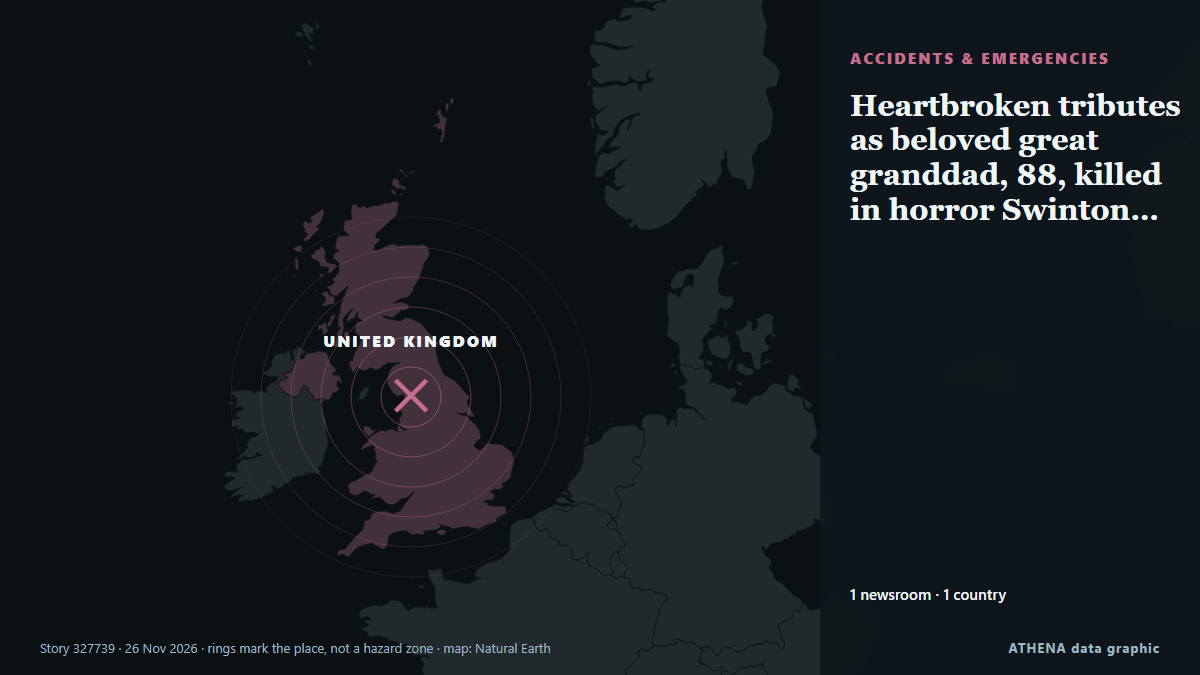 ACCIDENTS & EMERGENCIES
Heartbroken tributes
as beloved great
granddad, 88, killed
in horror Swinton...
UNITED KINGDOM
1 newsroom · 1 country
Story 327739 · 26 Nov 2026 · rings mark the place, not a hazard zone · map: Natural Earth
ATHENA data graphic